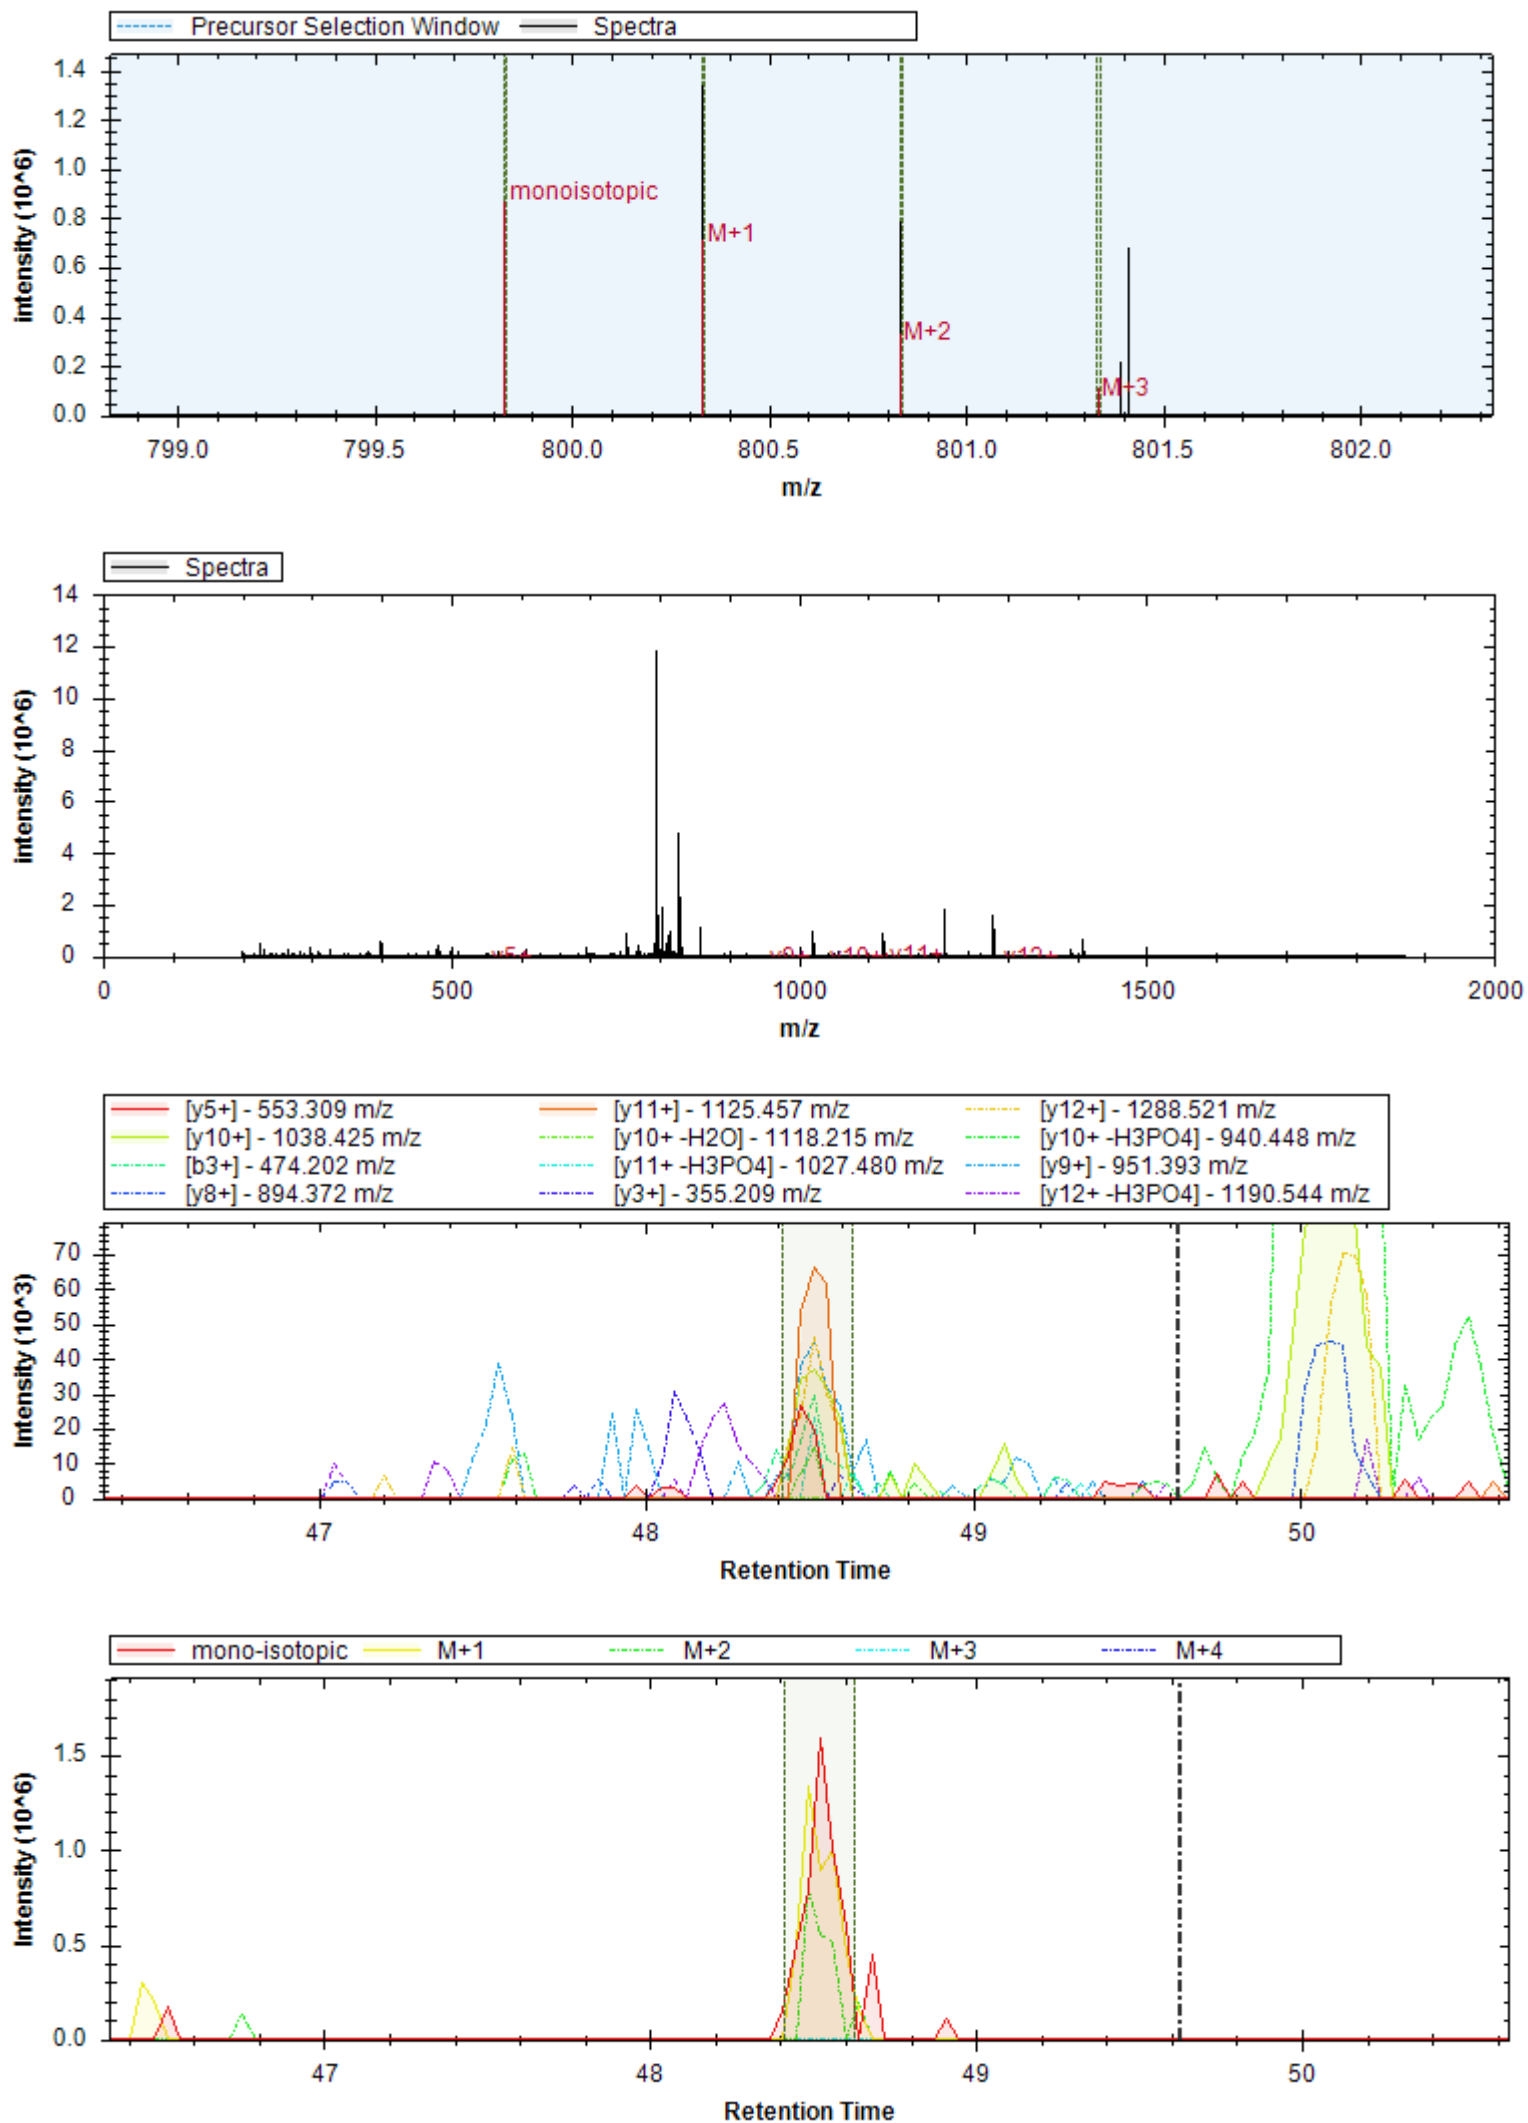 Precursor Selection Window Spectra
1.4
1.2
1.0
0.8
0.6
0.4
0.2
0.0
intensity (10^6)
monoisotopic
M+1
M+2
M+3
799.0 799.5 800.0 800.5 801.0 801.5 802.0
m/z
Spectra
14
12
10
8
6
4
2
0
intensity (10^6)
y5+ y9+ y10+ y11+ y12+
0 500 1000 1500 2000
m/z
[y5+] - 553.309 m/z [y11+] - 1125.457 m/z [y12+] - 1288.521 m/z
[y10+] - 1038.425 m/z [y10+ -H2O] - 1118.215 m/z [y10+ -H3PO4] - 940.448 m/z
[b3+] - 474.202 m/z [y11+ -H3PO4] - 1027.480 m/z [y9+] - 951.393 m/z
[y8+] - 894.372 m/z [y3+] - 355.209 m/z [y12+ -H3PO4] - 1190.544 m/z
70
60
50
40
30
20
10
0
Intensity (10^3)
47 48 49 50
Retention Time
mono-isotopic M+1 M+2 M+3 M+4
1.5
1.0
0.5
0.0
Intensity (10^6)
47 48 49 50
Retention Time